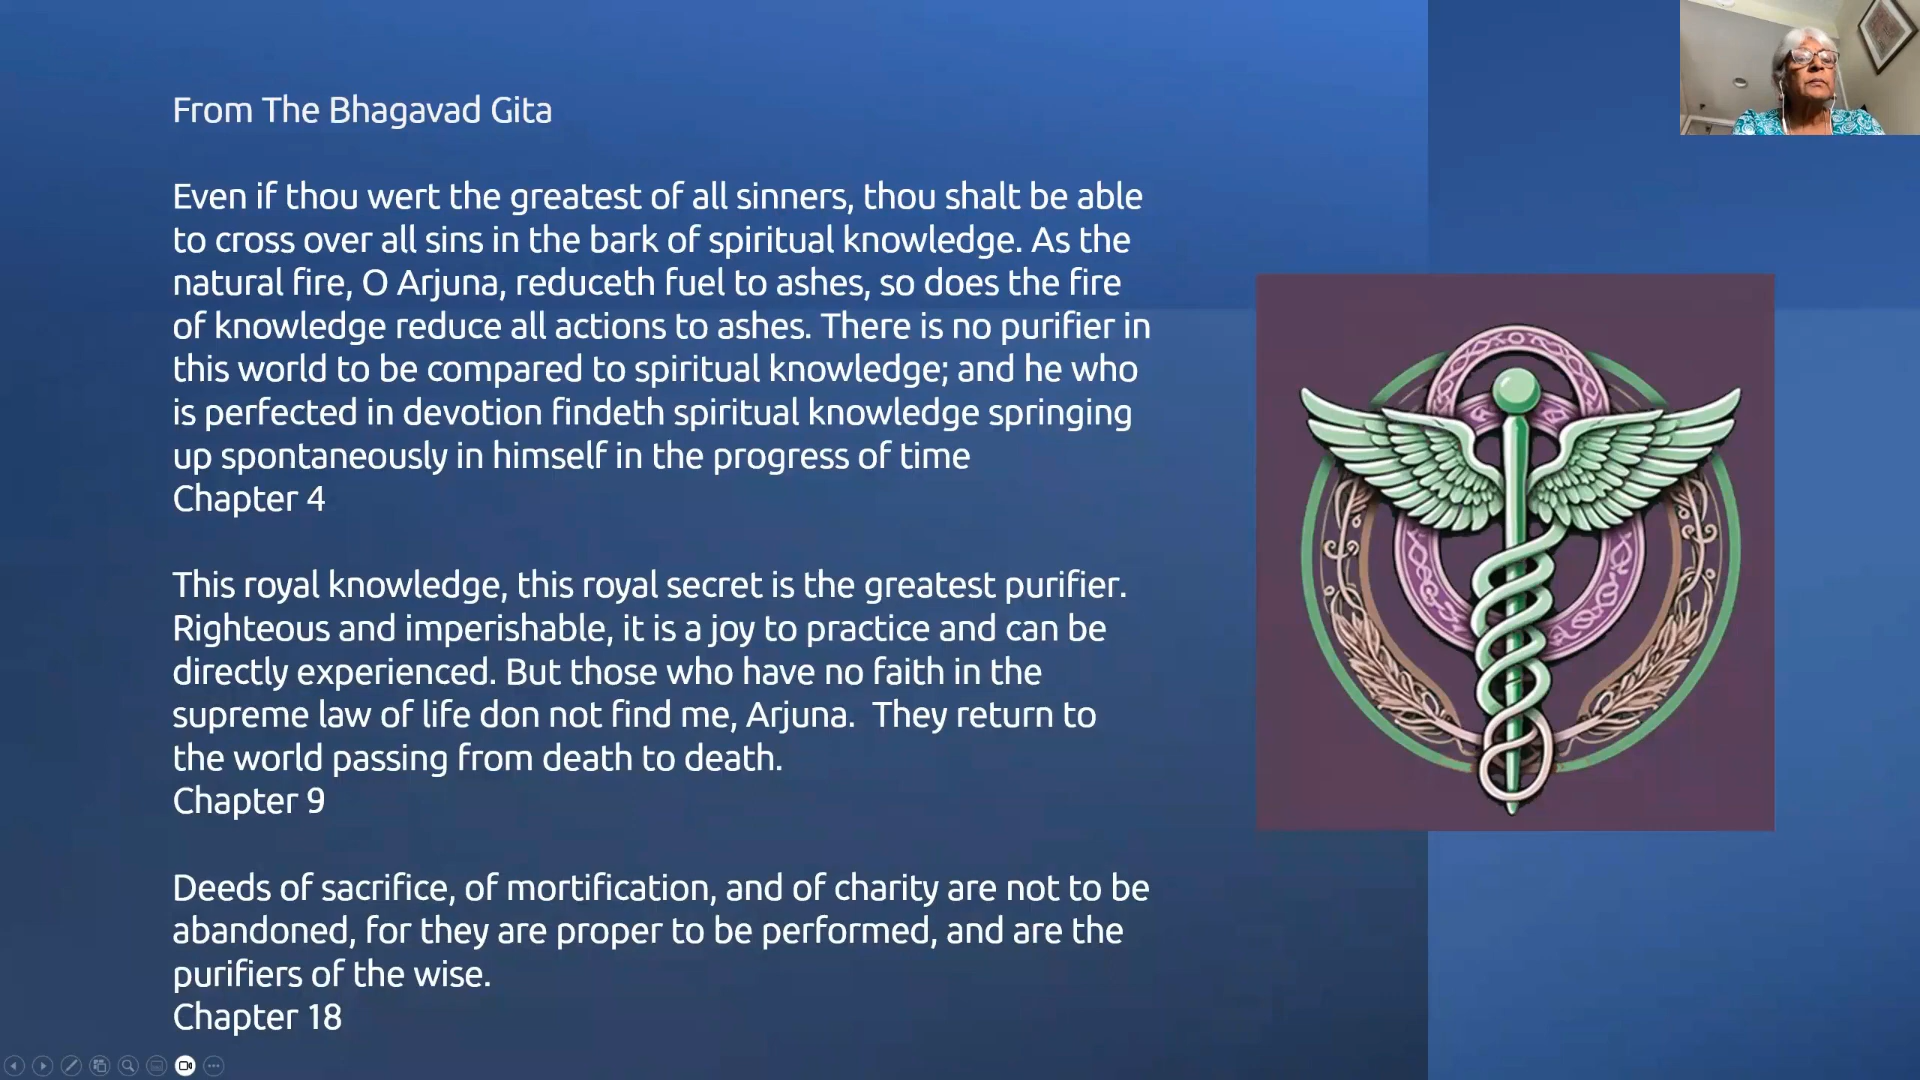 From The Bhagavad Gita
Even if thou wert the greatest of all sinners, thou shalt be able
to cross over all sins in the bark of spiritual knowledge. As the
natural fire, O Arjuna, reduceth fuel to ashes, so does the fire
of knowledge reduce all actions to ashes. There is no purifier in
this world to be compared to spiritual knowledge; and he who
is perfected in devotion findeth spiritual knowledge springing
up spontaneously in himself in the progress of time
Chapter 4
This royal knowledge, this royal secret is the greatest purifier.
Righteous and imperishable, it is a joy to practice and can be
directly experienced. But those who have no faith in the
supreme law of life don not find me, Arjuna.  They return to
the world passing from death to death.
Chapter 9
Deeds of sacrifice, of mortification, and of charity are not to be
abandoned, for they are proper to be performed, and are the
purifiers of the wise.
Chapter 18